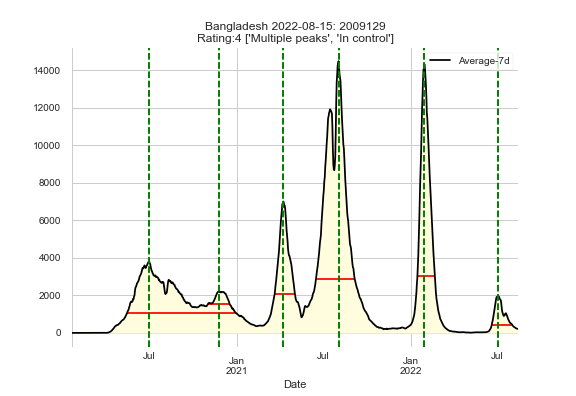 Bangladesh 2022-08-15: 2009129
Rating:4 ['Multiple peaks', 'In control']
Average-7d
14000
12000
10000
8000
6000
4000
2000
0
Jul
Jan
2021
Jul
Jan
2022
Jul
Date